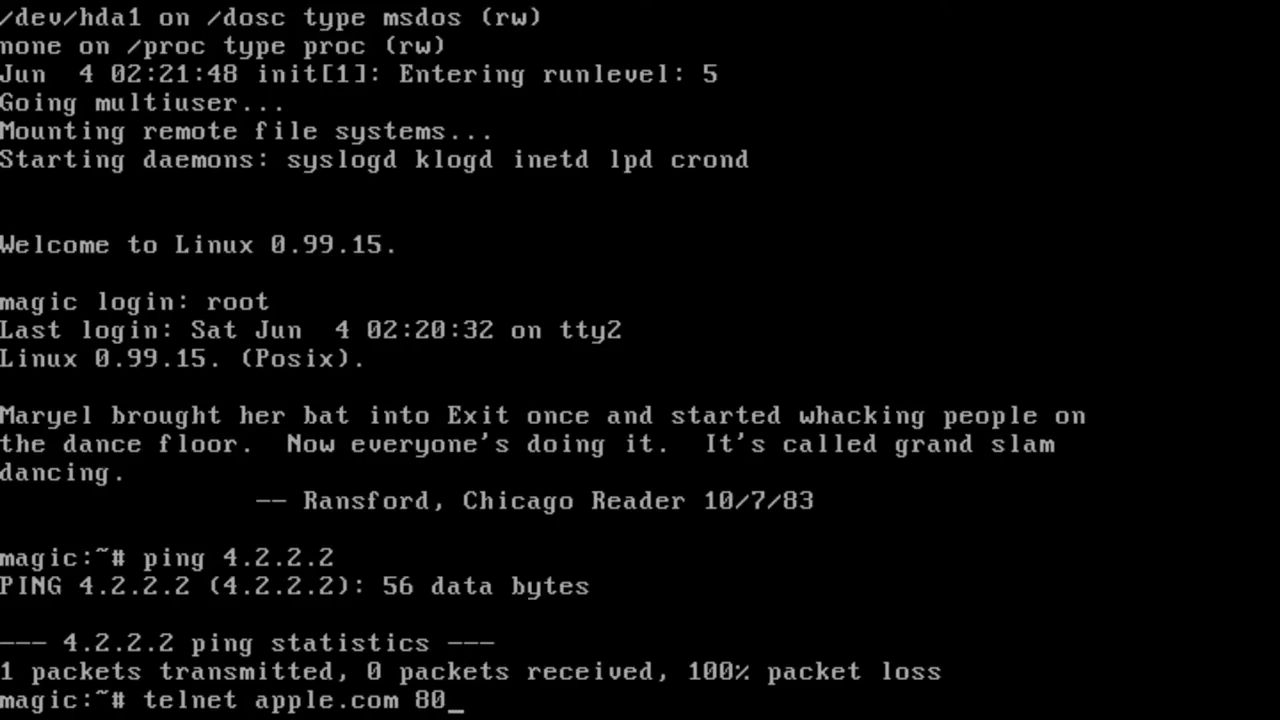 /dev/hda1 on /dosc type msdos (rw)
none on /proc type proc (rw)
Jun  4 02:21:48 init[1]: Entering runlevel: 5
Going multiuser...
Mounting remote file systems...
Starting daemons: syslogd klogd inetd lpd crond
Welcome to Linux 0.99.15.
magic login: root
Last login: Sat Jun  4 02:20:32 on tty2
Linux 0.99.15. (Posix).
Maryel brought her bat into Exit once and started whacking people on
the dance floor.  Now everyone's doing it.  It's called grand slam
dancing.
-- Ransford, Chicago Reader 10/7/83
magic:~# ping 4.2.2.2
PING 4.2.2.2 (4.2.2.2): 56 data bytes
--- 4.2.2.2 ping statistics ---
1 packets transmitted, 0 packets received, 100% packet loss
magic:~# telnet apple.com 80_